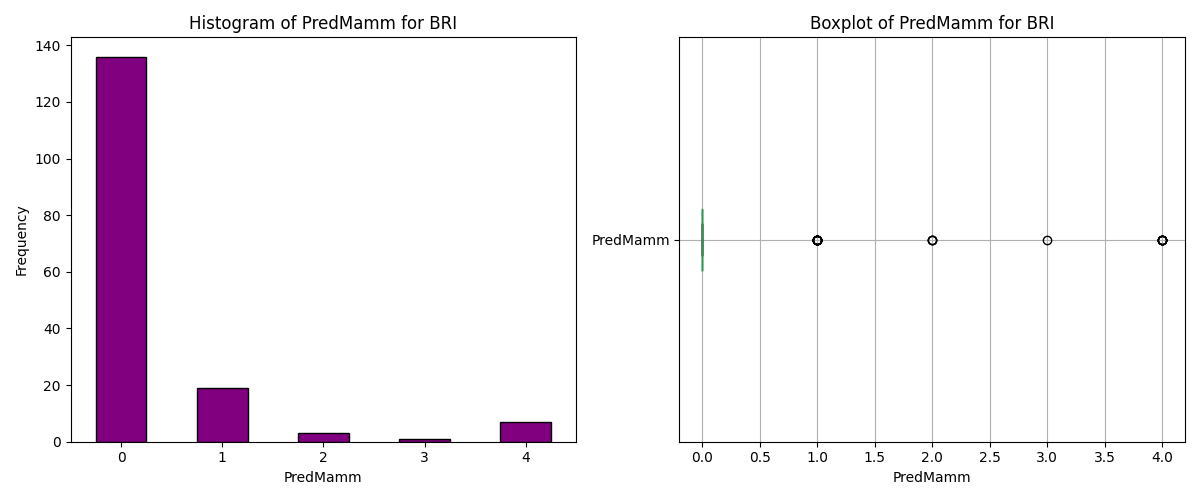 Histogram of PredMamm for BRI
140
120
100
80
60
40
20
0
Frequency
0 1 2 3 4
PredMamm
Boxplot of PredMamm for BRI
PredMamm
0.0 0.5 1.0 1.5 2.0 2.5 3.0 3.5 4.0
PredMamm